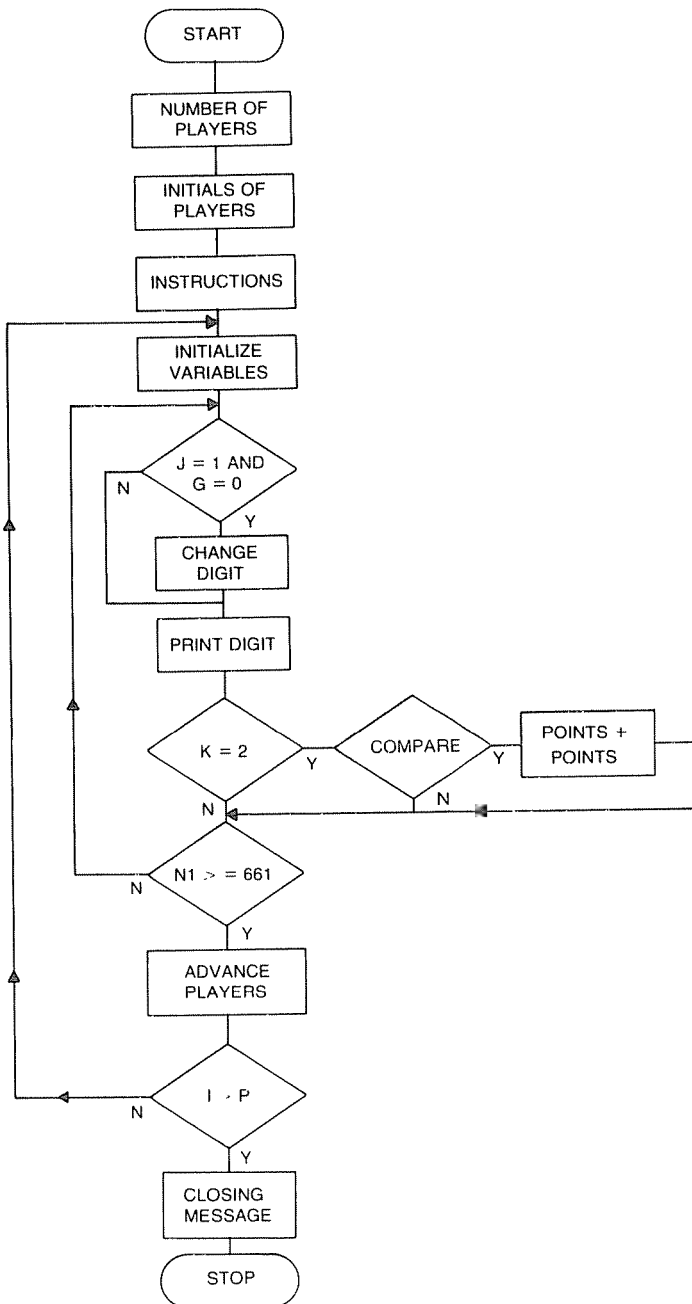 START
NUMBER OF
PLAYERS
INITIALS OF
PLAYERS
INSTRUCTIONS
INITIALIZE
VARIABLES
J = 1 AND
G = 0
N
Y
CHANGE
DIGIT
PRINT DIGIT
K = 2
Y
COMPARE
Y
POINTS +
POINTS
N
N
N1 > = 661
N
Y
ADVANCE
PLAYERS
I > P
N
Y
CLOSING
MESSAGE
STOP